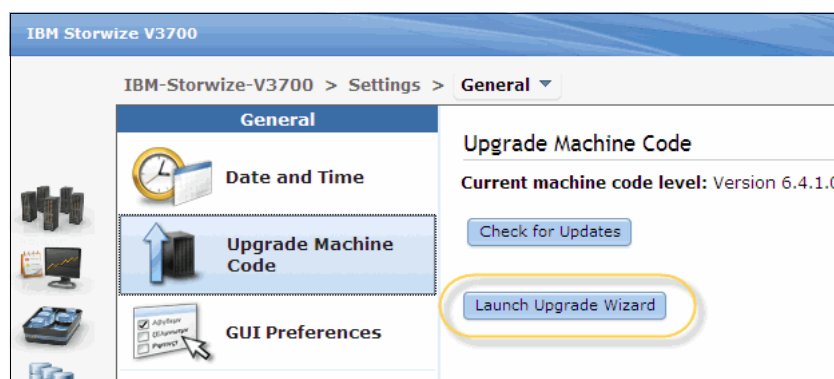 IBM Storwize V3700
IBM-Storwize-V3700 > Settings > General
General
Date and Time
Upgrade Machine
Code
GUI Preferences
Upgrade Machine Code
Current machine code level: Version 6.4.1.0
Check for Updates
Launch Upgrade Wizard